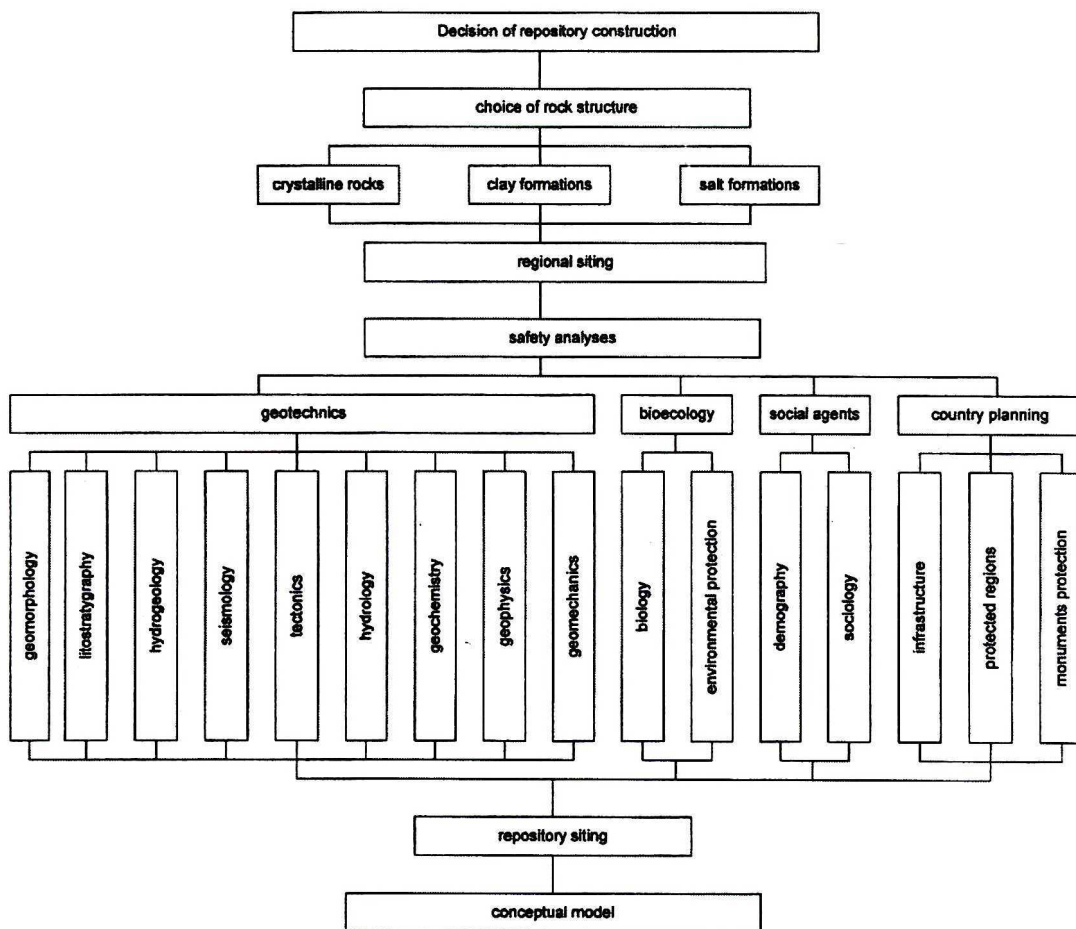 Decision of repository construction
choice of rock structure
crystalline rocks
clay formations
salt formations
regional siting
safety analyses
geotechnics
bioecology
social agents
country planning
geomorphology
litostratygraphy
hydrogeology
seismology
tectonics
hydrology
geochemistry
geophysics
geomechanics
biology
environmental protection
demography
sociology
infrastructure
protected regions
monuments protection
repository siting
conceptual model